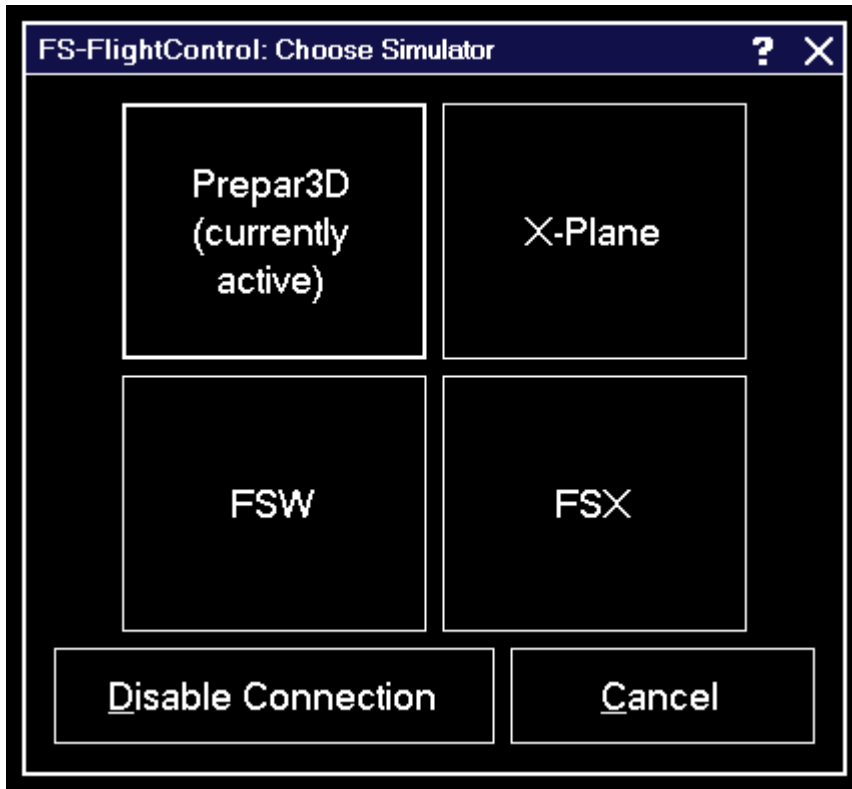 FS-FlightControl: Choose Simulator ? X
Prepar3D
(currently
active)
X-Plane
FSW
FSX
Disable Connection
Cancel